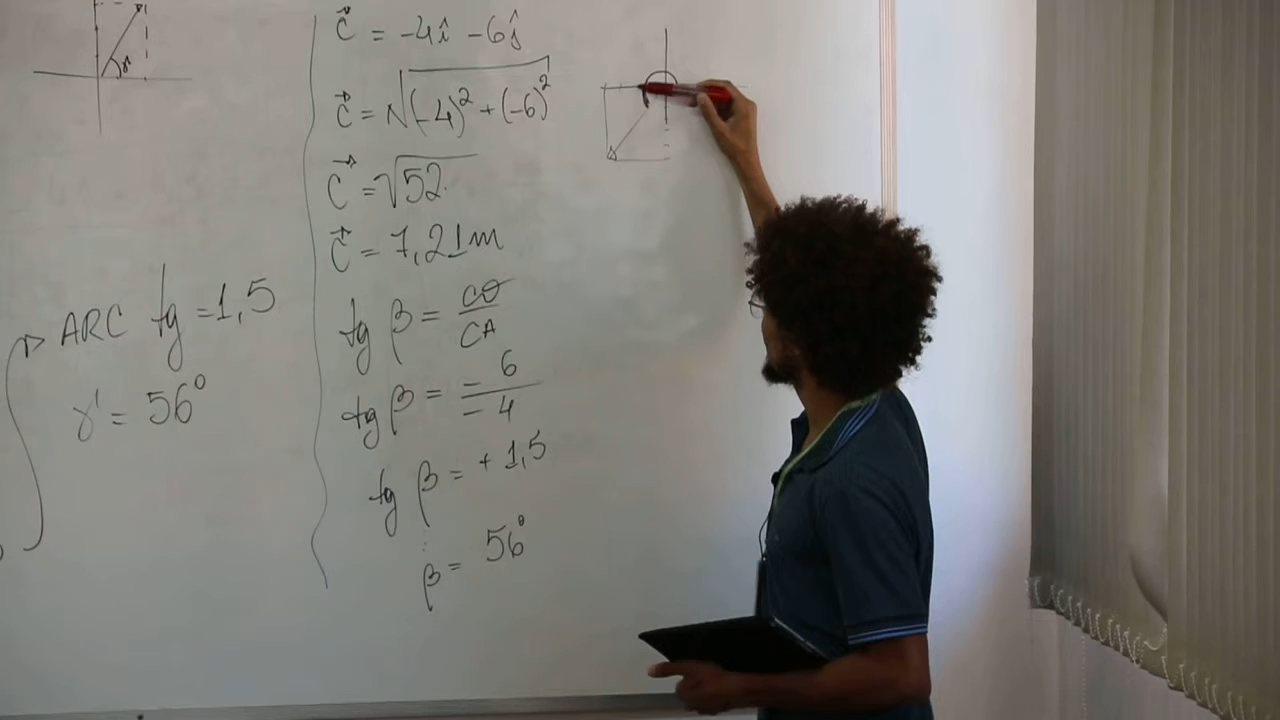 γ
ARC tg = 1,5
γ' = 56°
C⃗ = -4î - 6ĵ
C⃗ = √(-4)² + (-6)²
C⃗ = √52
C⃗ = 7,21m
tg β = CO/CA
tg β = -6/-4
tg β = + 1,5
β = 56°